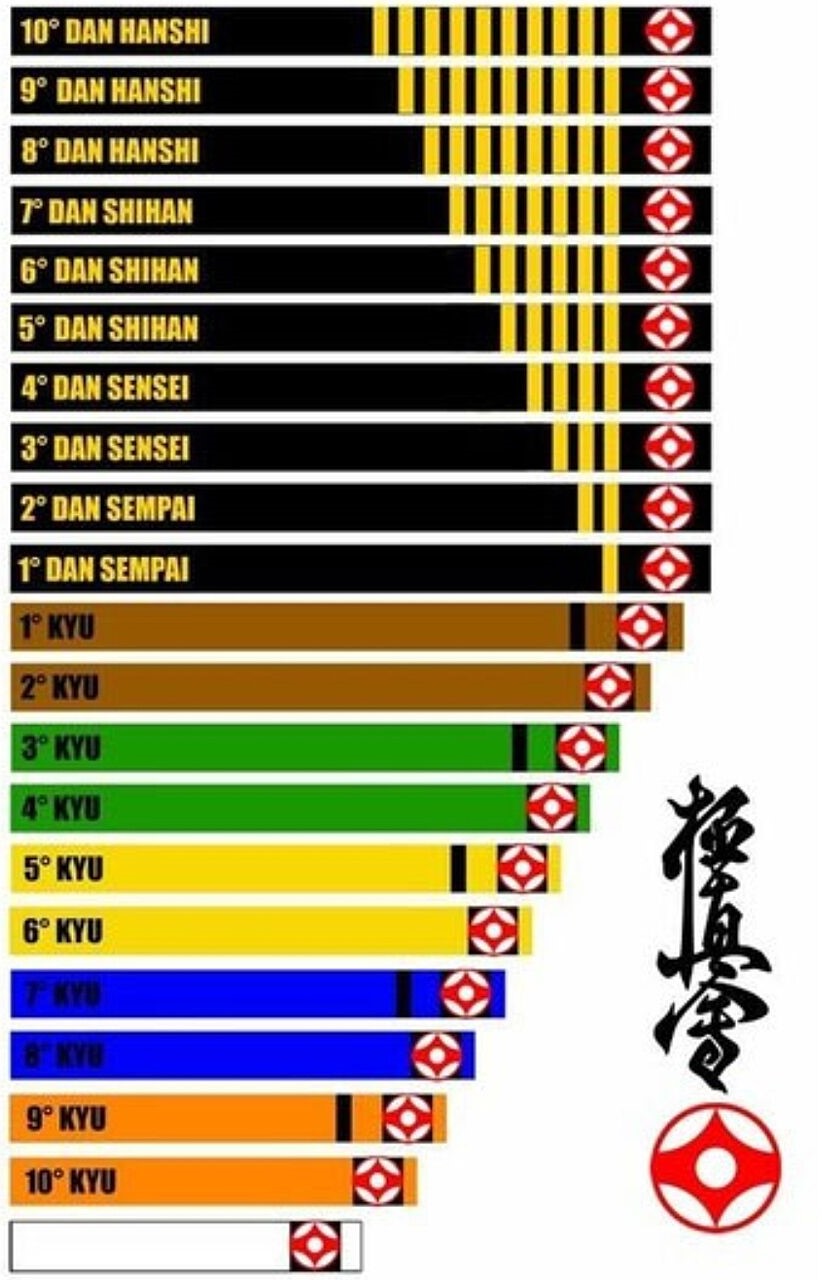 10° DAN HANSHI
9° DAN HANSHI
8° DAN HANSHI
7° DAN SHIHAN
6° DAN SHIHAN
5° DAN SHIHAN
4° DAN SENSEI
3° DAN SENSEI
2° DAN SEMPAI
1° DAN SEMPAI
1° KYU
2° KYU
3° KYU
4° KYU
5° KYU
6° KYU
7° KYU
8° KYU
9° KYU
10° KYU
極真會